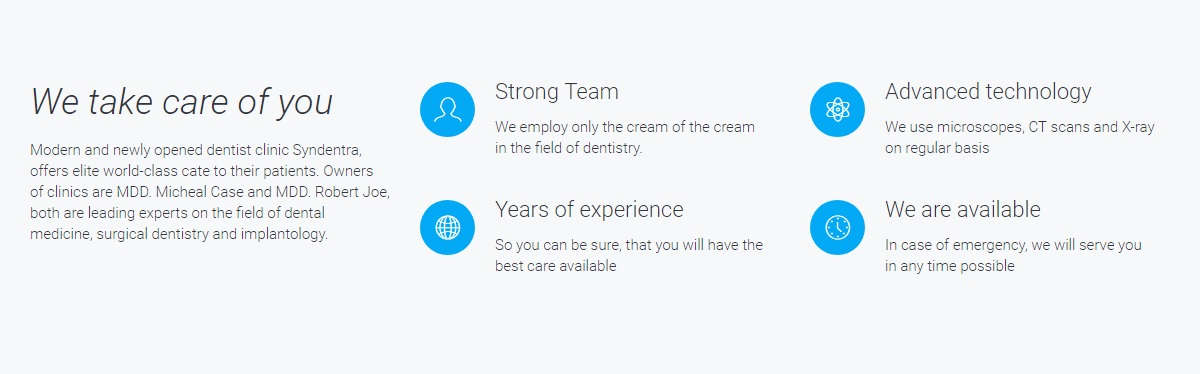 We take care of you
Modern and newly opened dentist clinic Syndentra,
offers elite world-class cate to their patients. Owners
of clinics are MDD. Micheal Case and MDD. Robert Joe,
both are leading experts on the field of dental
medicine, surgical dentistry and implantology.
Strong Team
We employ only the cream of the cream
in the field of dentistry.
Advanced technology
We use microscopes, CT scans and X-ray
on regular basis
Years of experience
So you can be sure, that you will have the
best care available
We are available
In case of emergency, we will serve you
in any time possible